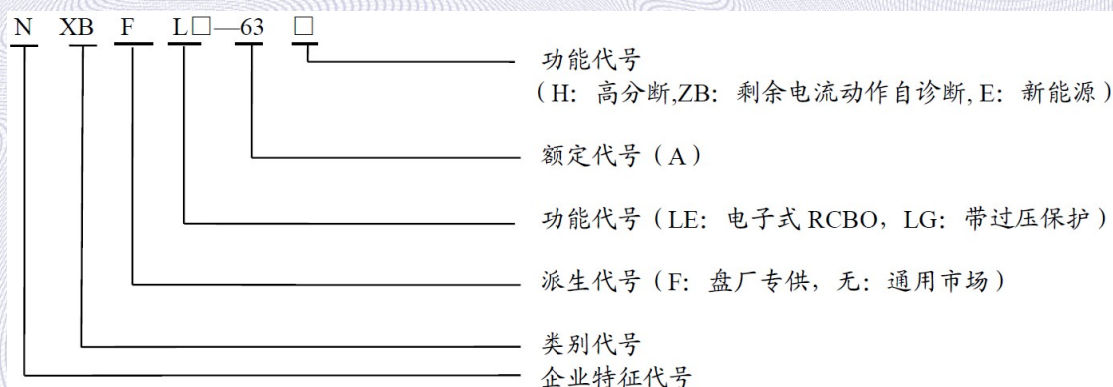 N XB F L□—63 □
功能代号
（H：高分断,ZB：剩余电流动作自诊断, E：新能源）
额定代号（A）
功能代号（LE：电子式 RCBO，LG：带过压保护）
派生代号（F：盘厂专供，无：通用市场）
类别代号
企业特征代号